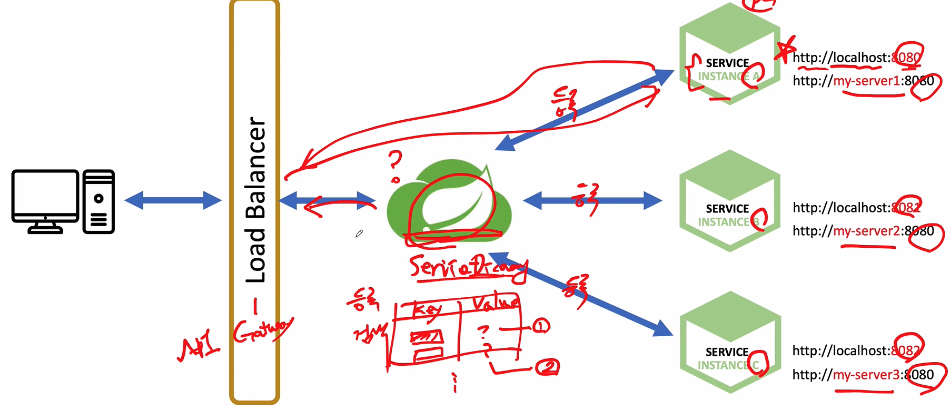 Load Balancer
API Gateway
SERVICE
INSTANCE A
http://localhost:8080
http://my-server1:8080
SERVICE
INSTANCE B
http://localhost:8081
http://my-server2:8080
SERVICE
INSTANCE C
http://localhost:8082
http://my-server3:8080
?
등록
등록
등록
등록
key
Value
?
①
?
②